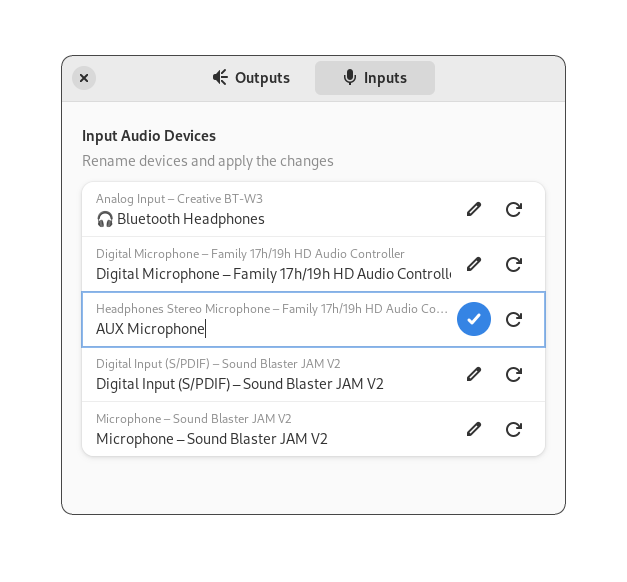 Outputs
Inputs
Input Audio Devices
Rename devices and apply the changes
Analog Input – Creative BT-W3
🎧 Bluetooth Headphones
Digital Microphone – Family 17h/19h HD Audio Controller
Digital Microphone – Family 17h/19h HD Audio Controll
Headphones Stereo Microphone – Family 17h/19h HD Audio Co…
AUX Microphone
Digital Input (S/PDIF) – Sound Blaster JAM V2
Digital Input (S/PDIF) – Sound Blaster JAM V2
Microphone – Sound Blaster JAM V2
Microphone – Sound Blaster JAM V2